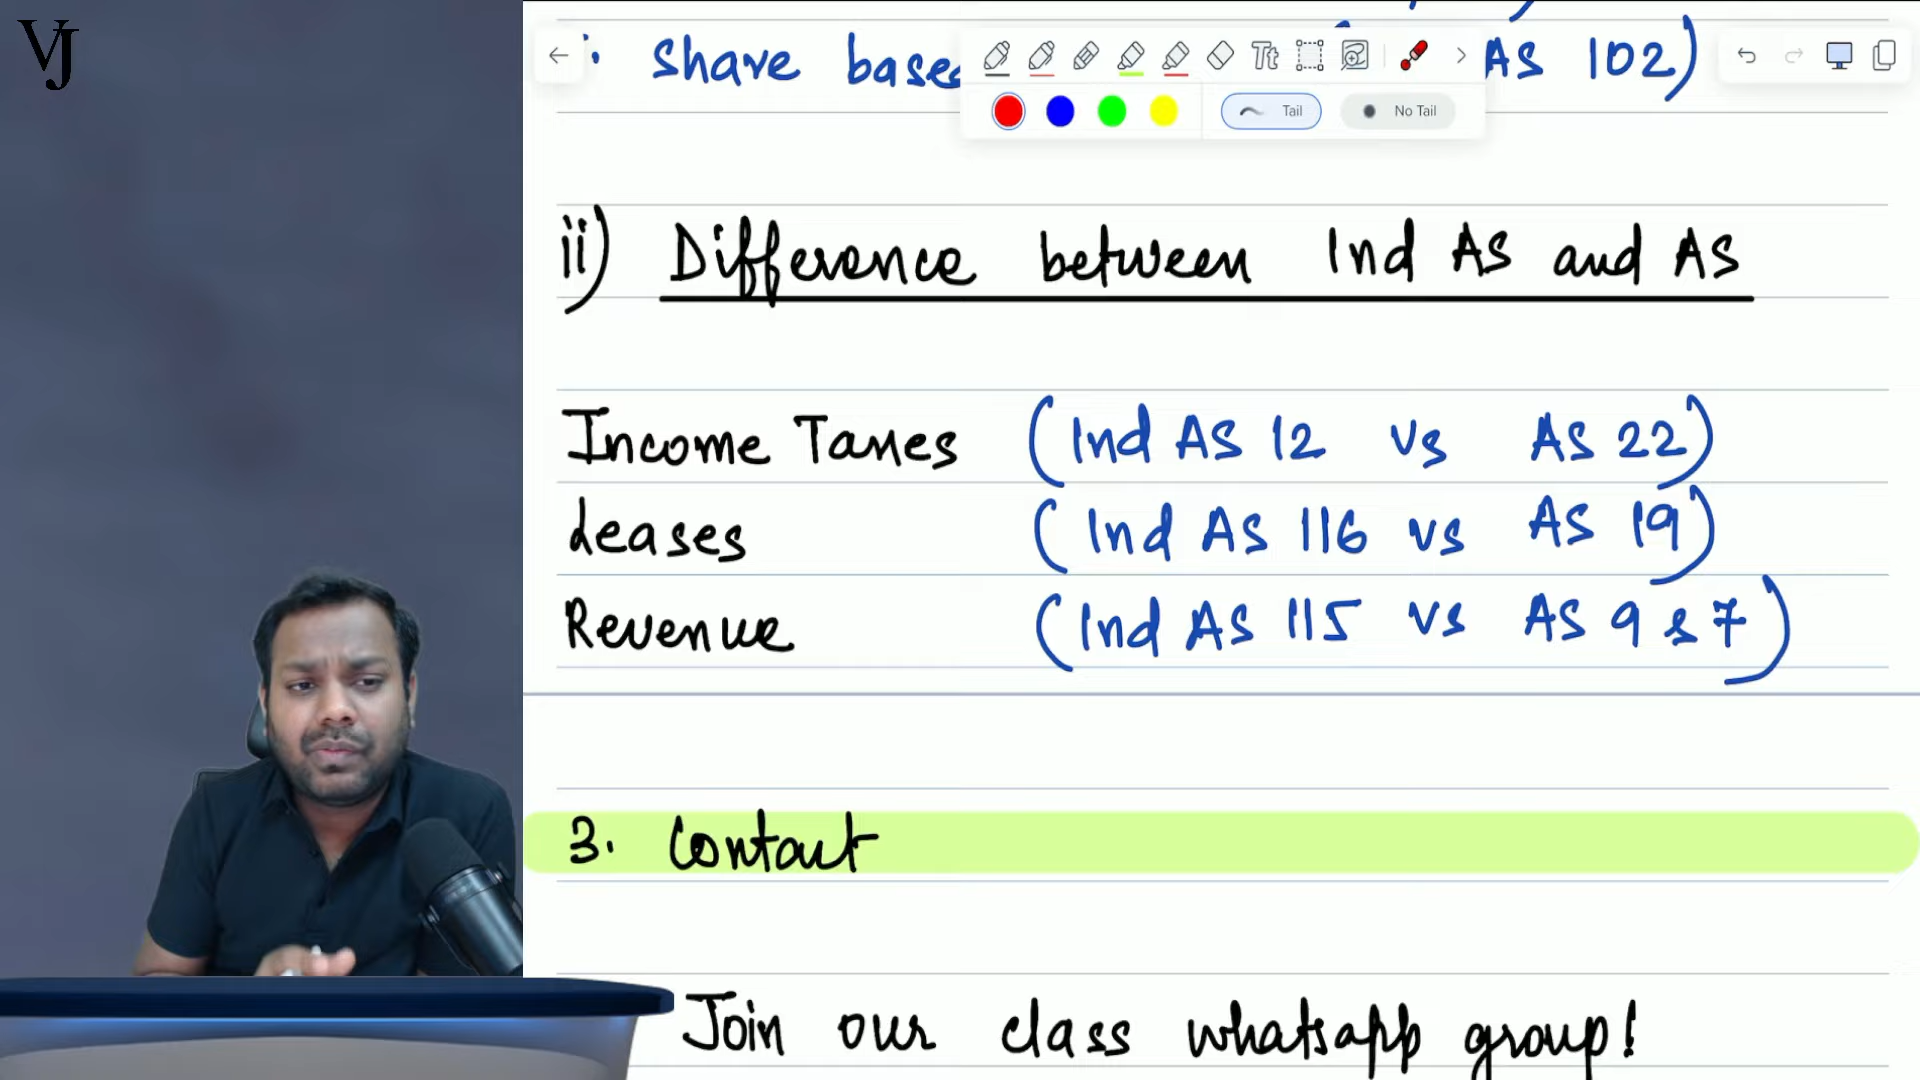 VJ
share based AS 102)
Tail No Tail
ii) Difference between Ind AS and AS
Income Taxes (Ind AS 12 vs AS 22)
Leases (Ind AS 116 vs AS 19)
Revenue (Ind AS 115 vs AS 9 & 7)
3. Contact
Join our class whatsapp group!